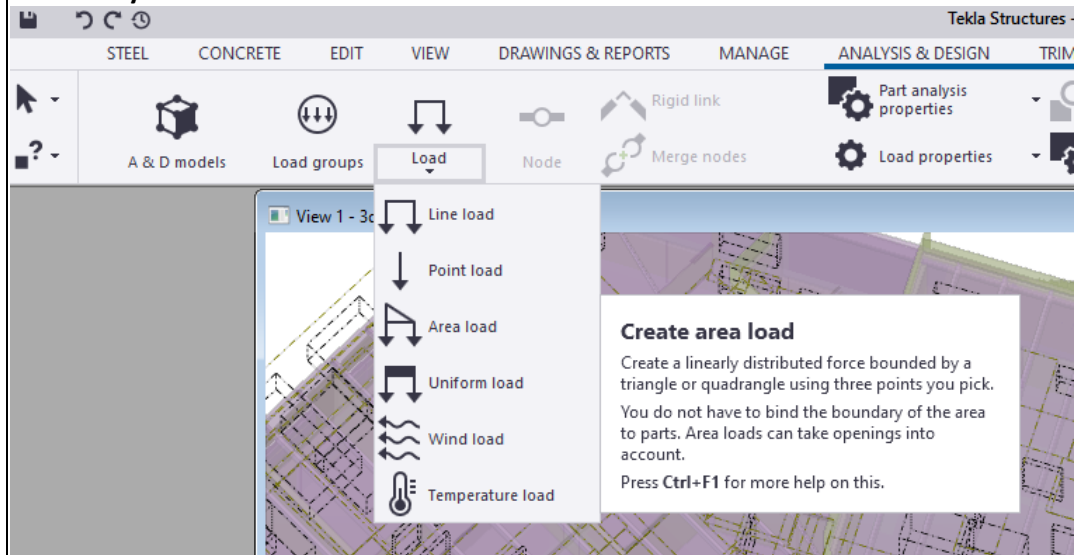 Tekla Structures -
STEEL CONCRETE EDIT VIEW DRAWINGS & REPORTS MANAGE ANALYSIS & DESIGN TRIM
Part analysis
properties
Rigid link
A & D models Load groups Load Node Merge nodes Load properties
View 1 - 3d
Line load
Point load
Area load
Uniform load
Wind load
Temperature load
Create area load
Create a linearly distributed force bounded by a
triangle or quadrangle using three points you pick.
You do not have to bind the boundary of the area
to parts. Area loads can take openings into
account.
Press Ctrl+F1 for more help on this.